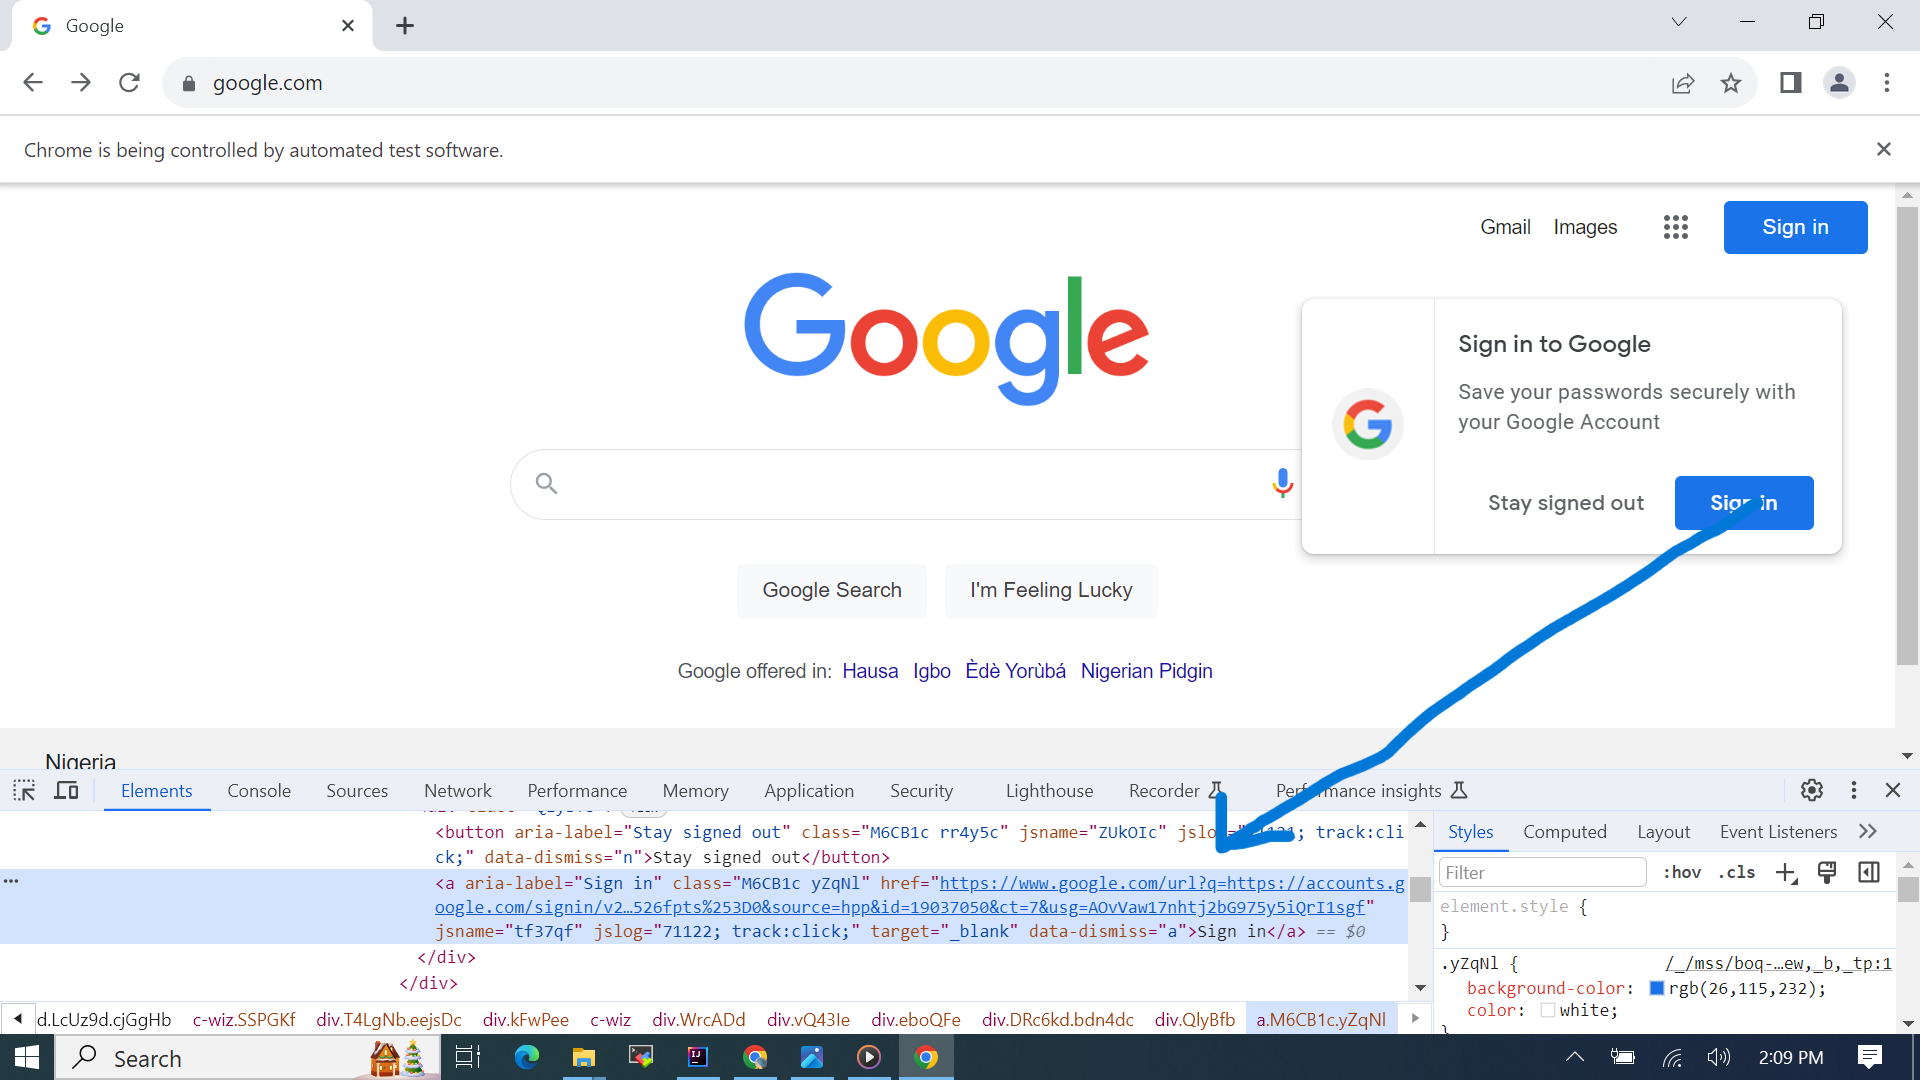 Google
google.com
Chrome is being controlled by automated test software.
Gmail Images Sign in
Google
Sign in to Google
Save your passwords securely with
your Google Account
Stay signed out Sign in
Google Search I'm Feeling Lucky
Google offered in: Hausa Igbo Èdè Yorùbá Nigerian Pidgin
Nigeria
Elements Console Sources Network Performance Memory Application Security Lighthouse Recorder Performance insights
<button aria-label="Stay signed out" class="M6CB1c rr4y5c" jsname="ZUkOIc" track:cli
ck;" data-dismiss="n">Stay signed out</button>
<a aria-label="Sign in" class="M6CB1c yZqNl" href="https://www.google.com/url?q=https://accounts.g
oogle.com/signin/v2…526fpts%253D0&source=hpp&id=19037050&ct=7&usg=AOvVaw17nhtj2bG975y5iQrI1sgf"
jsname="tf37qf" jslog="71122; track:click;" target="_blank" data-dismiss="a">Sign in</a> == $0
</div>
</div>
d.LcUz9d.cjGgHb c-wiz.SSPGKf div.T4LgNb.eejsDc div.kFwPee c-wiz div.WrcADd div.vQ43Ie div.eboQFe div.DRc6kd.bdn4dc div.QlyBfb a.M6CB1c.yZqNl
Styles Computed Layout Event Listeners
Filter :hov .cls
element.style {
}
.yZqNl { /_/mss/boq-…ew,_b,_tp:1
background-color: rgb(26,115,232);
color: white;
Search
2:09 PM